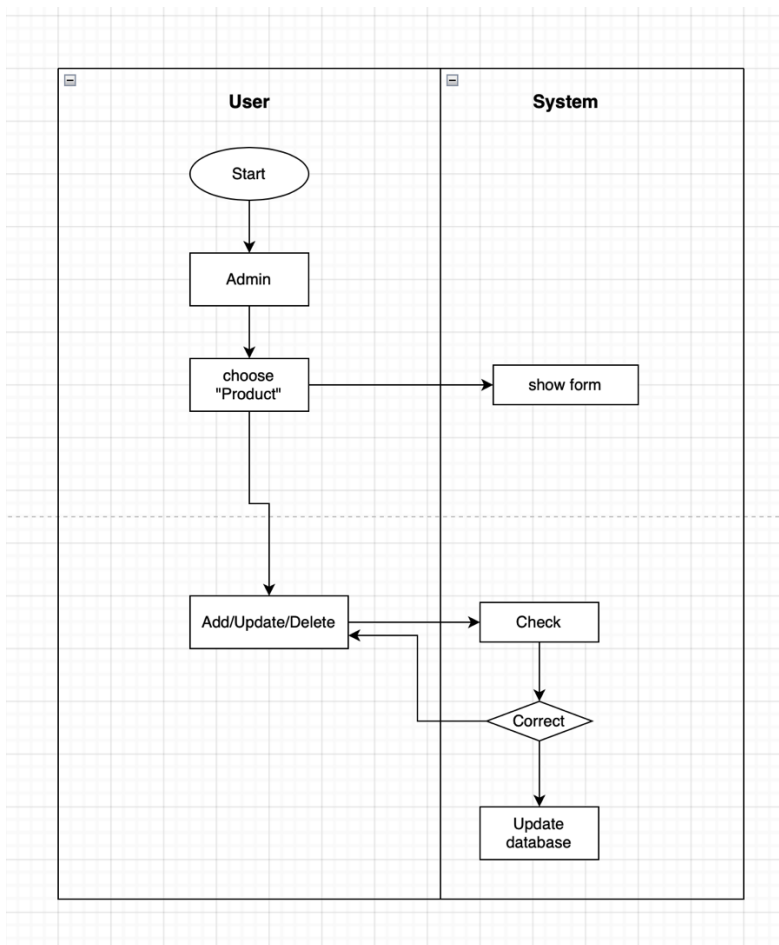 User
System
Start
Admin
choose
"Product"
show form
Add/Update/Delete
Check
Correct
Update
database